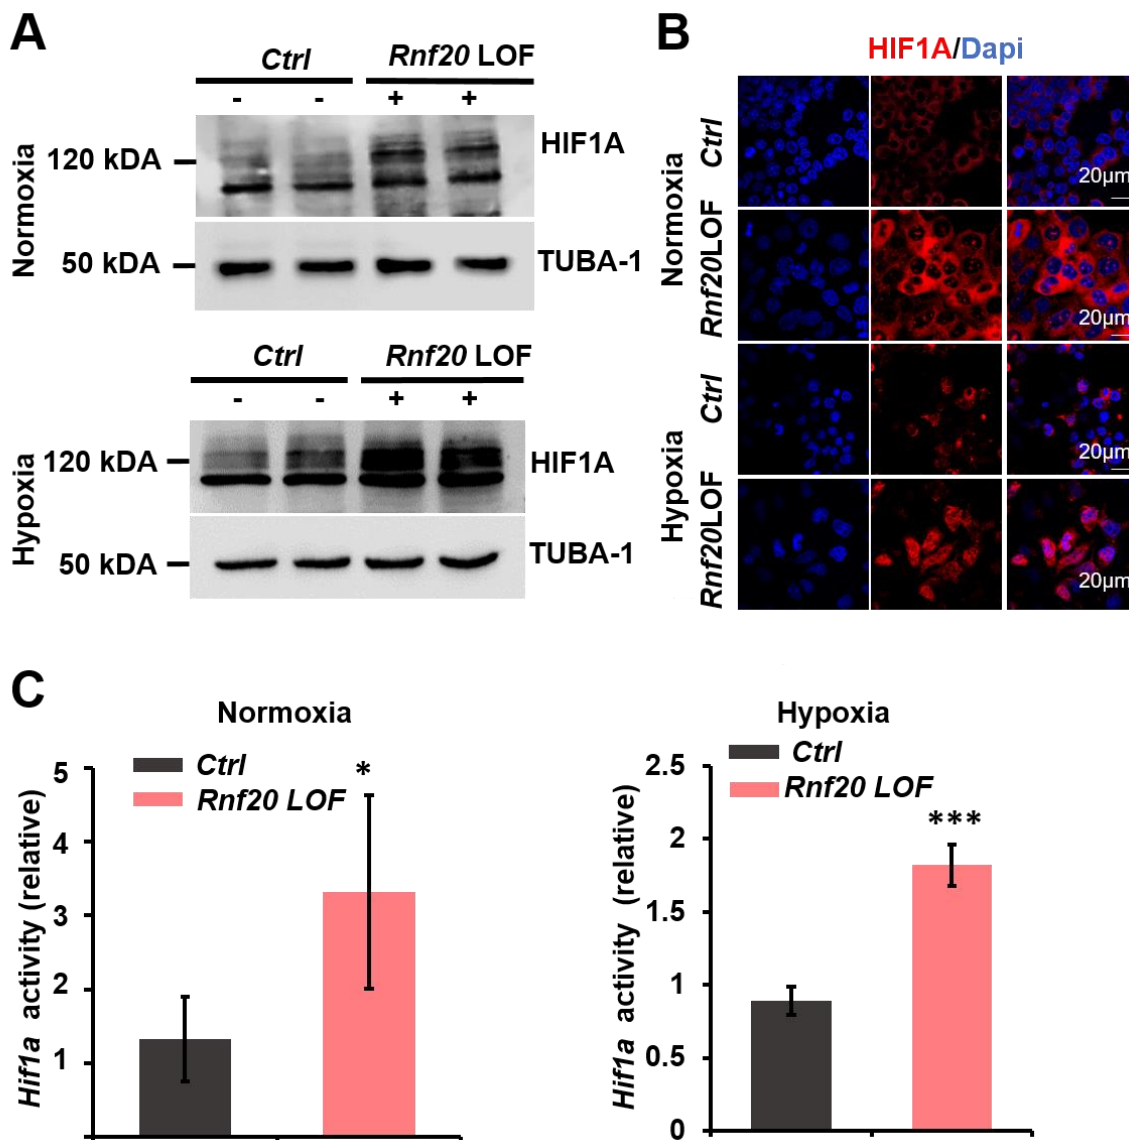 A
Ctrl
Rnf20 LOF
- - + +
Normoxia
120 kDA
HIF1A
50 kDA
TUBA-1
Ctrl
Rnf20 LOF
- - + +
Hypoxia
120 kDA
HIF1A
50 kDA
TUBA-1
B
HIF1A/Dapi
Normoxia
Ctrl
20µm
Rnf20LOF
20µm
Hypoxia
Ctrl
20µm
Rnf20LOF
20µm
C
Normoxia
Ctrl
Rnf20 LOF
*
Hif1a activity (relative)
5
4
3
2
1
Hypoxia
Ctrl
Rnf20 LOF
***
Hif1a activity (relative)
2.5
2
1.5
1
0.5
0